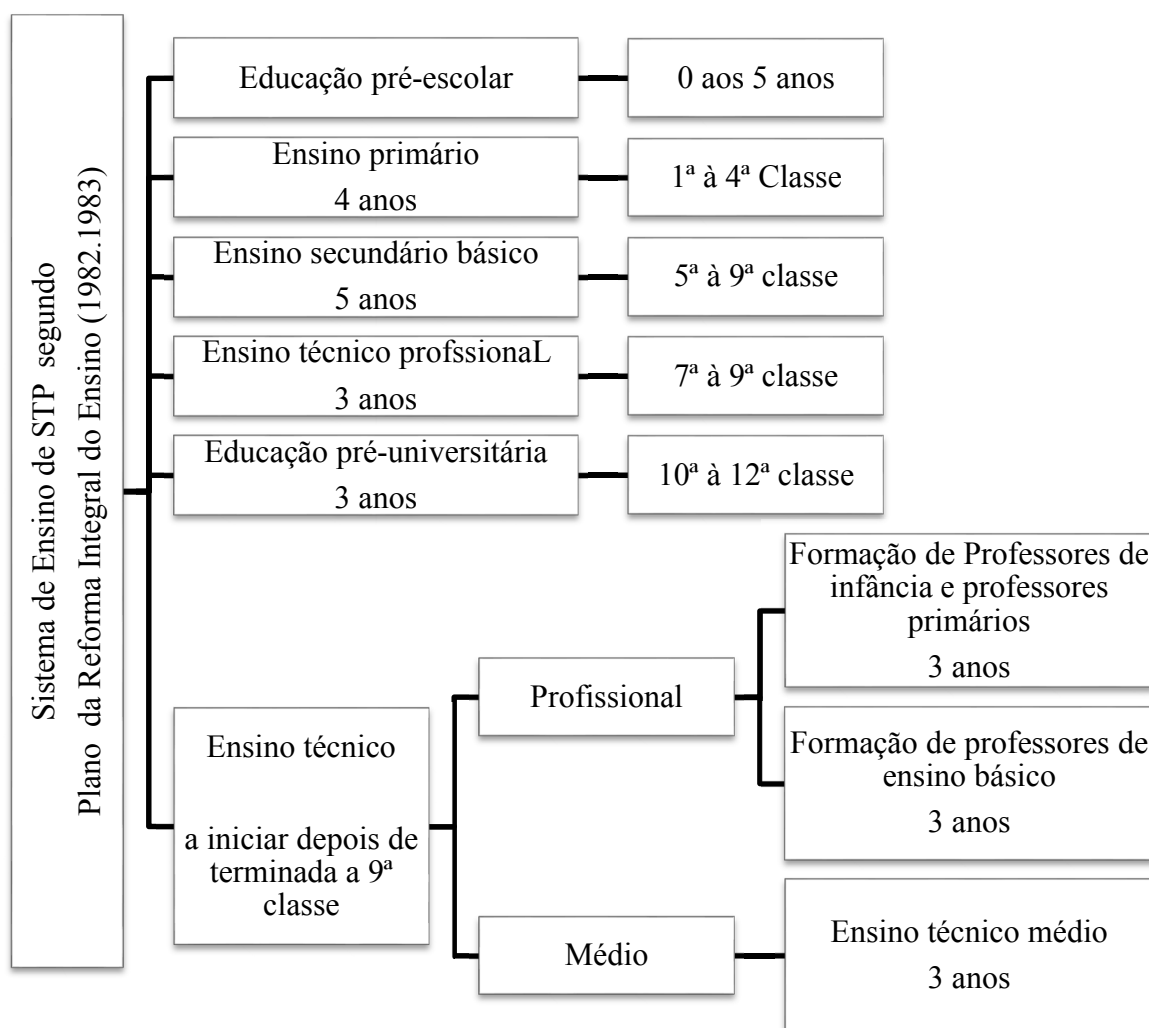 Sistema de Ensino de STP segundo
Plano da Reforma Integral do Ensino (1982.1983)
Educação pré-escolar
0 aos 5 anos
Ensino primário
4 anos
1ª à 4ª Classe
Ensino secundário básico
5 anos
5ª à 9ª classe
Ensino técnico profssionaL
3 anos
7ª à 9ª classe
Educação pré-universitária
3 anos
10ª à 12ª classe
Ensino técnico
a iniciar depois de
terminada a 9ª
classe
Profissional
Formação de Professores de
infância e professores
primários
3 anos
Formação de professores de
ensino básico
3 anos
Médio
Ensino técnico médio
3 anos